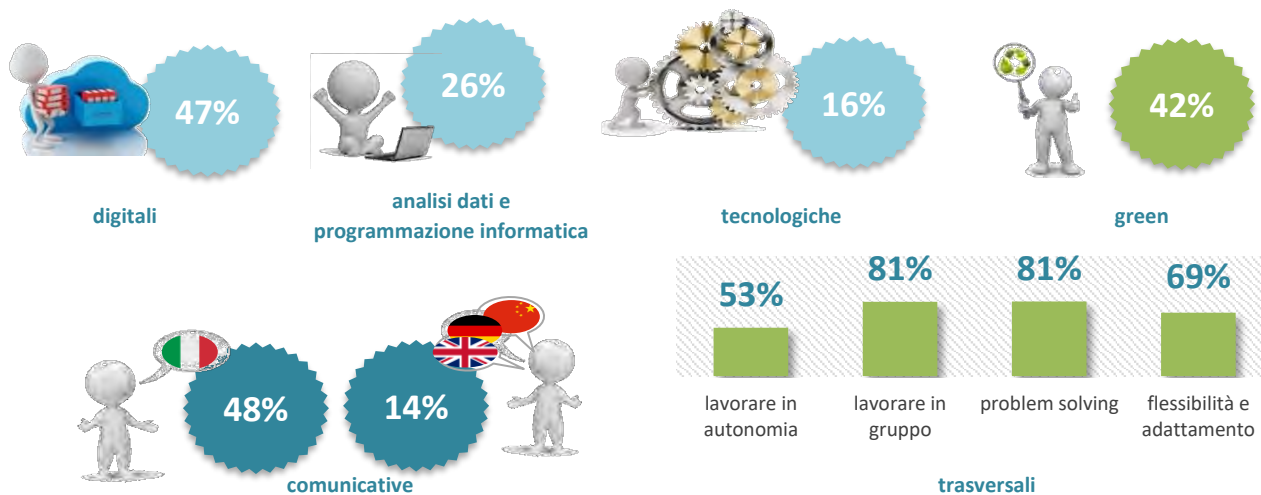 47%
26%
16%
42%
digitali
analisi dati e
programmazione informatica
tecnologiche
green
48%
14%
comunicative
53%
81%
81%
69%
lavorare in
autonomia
lavorare in
gruppo
problem solving
flessibilità e
adattamento
trasversali